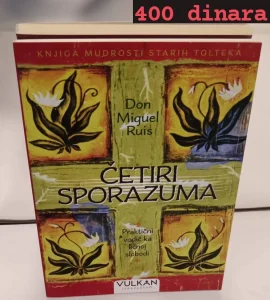 400 dinara
KNJIGA MUDROSTI STARIH TOLTEKA
Don
Miguel
Ruis
ČETIRI
SPORAZUMA
Praktični
vodič ka
ličnoj
slobodi
VULKAN